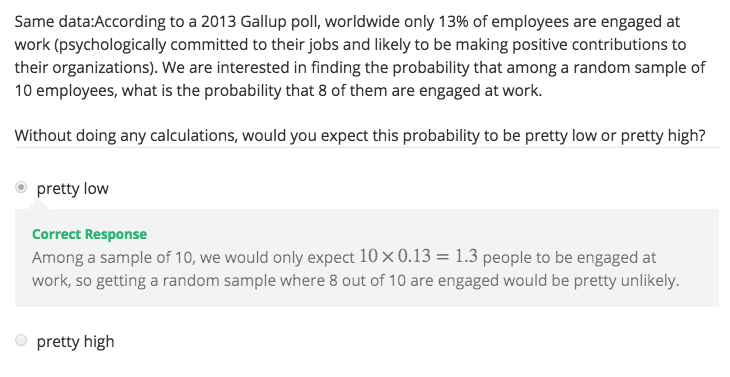 Same data:According to a 2013 Gallup poll, worldwide only 13% of employees are engaged at
work (psychologically committed to their jobs and likely to be making positive contributions to
their organizations). We are interested in finding the probability that among a random sample of
10 employees, what is the probability that 8 of them are engaged at work.
Without doing any calculations, would you expect this probability to be pretty low or pretty high?
pretty low
Correct Response
Among a sample of 10, we would only expect 10 × 0.13 = 1.3 people to be engaged at
work, so getting a random sample where 8 out of 10 are engaged would be pretty unlikely.
pretty high